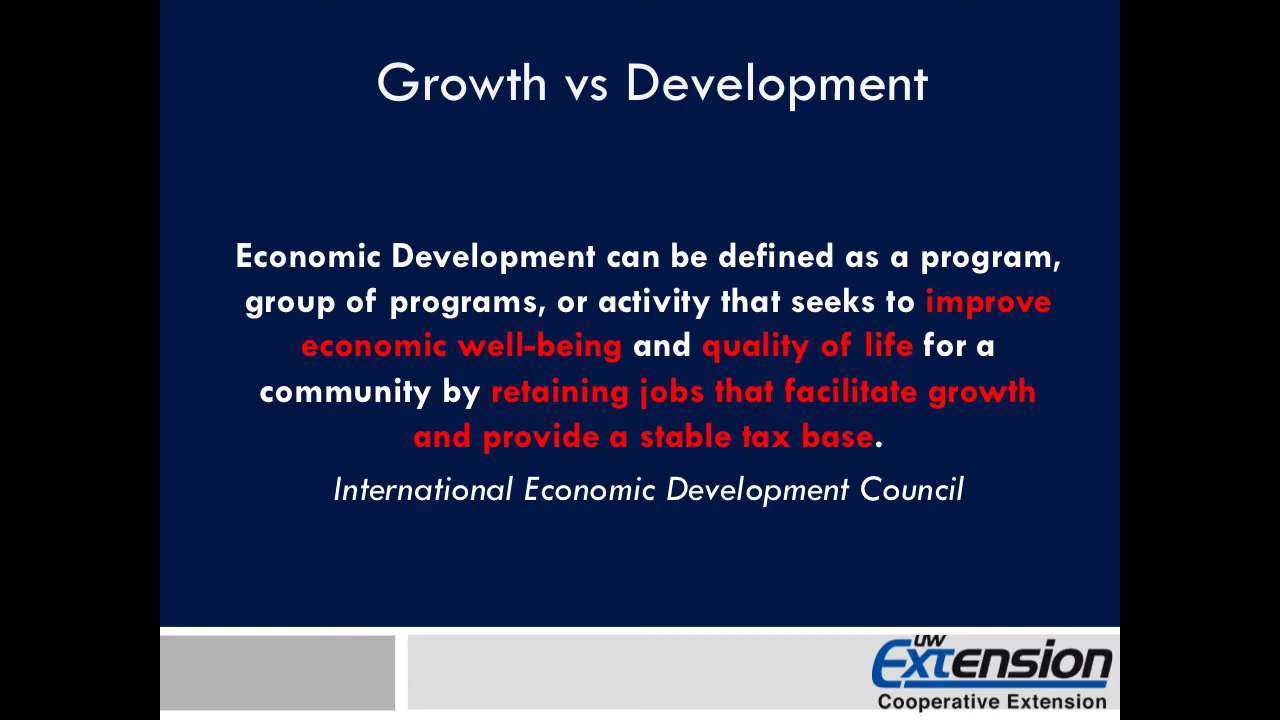 Growth vs Development
Economic Development can be defined as a program,
group of programs, or activity that seeks to improve
economic well-being and quality of life for a
community by retaining jobs that facilitate growth
and provide a stable tax base.
International Economic Development Council
UW
Extension
Cooperative Extension